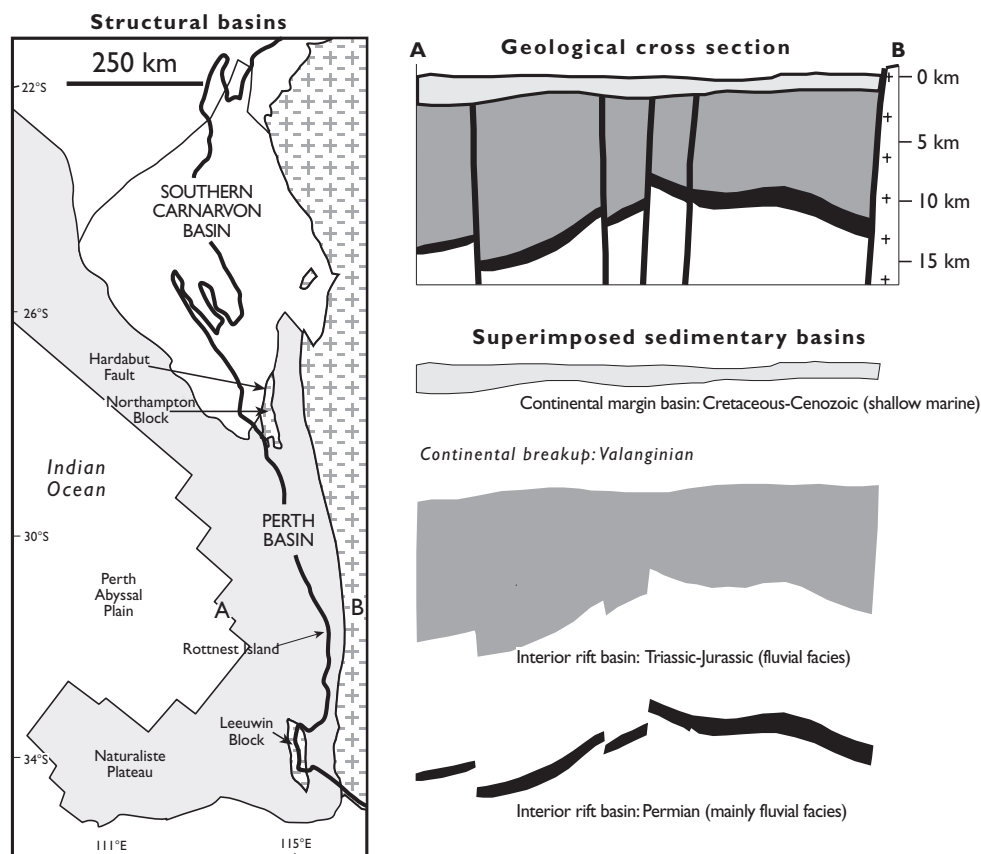 Structural basins
250 km
22°S
SOUTHERN
CARNARVON
BASIN
26°S
Hardabut
Fault
Northampton
Block
Indian
Ocean
PERTH
BASIN
30°S
Perth
Abyssal
Plain
A
B
Rottnest Island
Leeuwin
Block
Naturaliste
Plateau
34°S
111°E
115°E
A
Geological cross section
B
0 km
5 km
10 km
15 km
Superimposed sedimentary basins
Continental margin basin: Cretaceous-Cenozoic (shallow marine)
Continental breakup: Valanginian
Interior rift basin: Triassic-Jurassic (fluvial facies)
Interior rift basin: Permian (mainly fluvial facies)